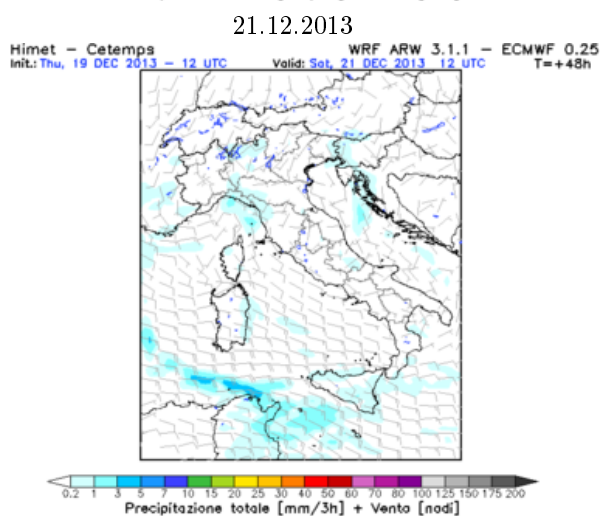 21.12.2013
Himet – Cetemps WRF ARW 3.1.1 – ECMWF 0.25
Init.: Thu, 19 DEC 2013 – 12 UTC Valid: Sat, 21 DEC 2013 12 UTC T=+48h
0.2 1 3 5 7 10 15 20 25 30 40 50 60 70 80 100 125 150 175 200
Precipitazione totale [mm/3h] + Vento [nodi]